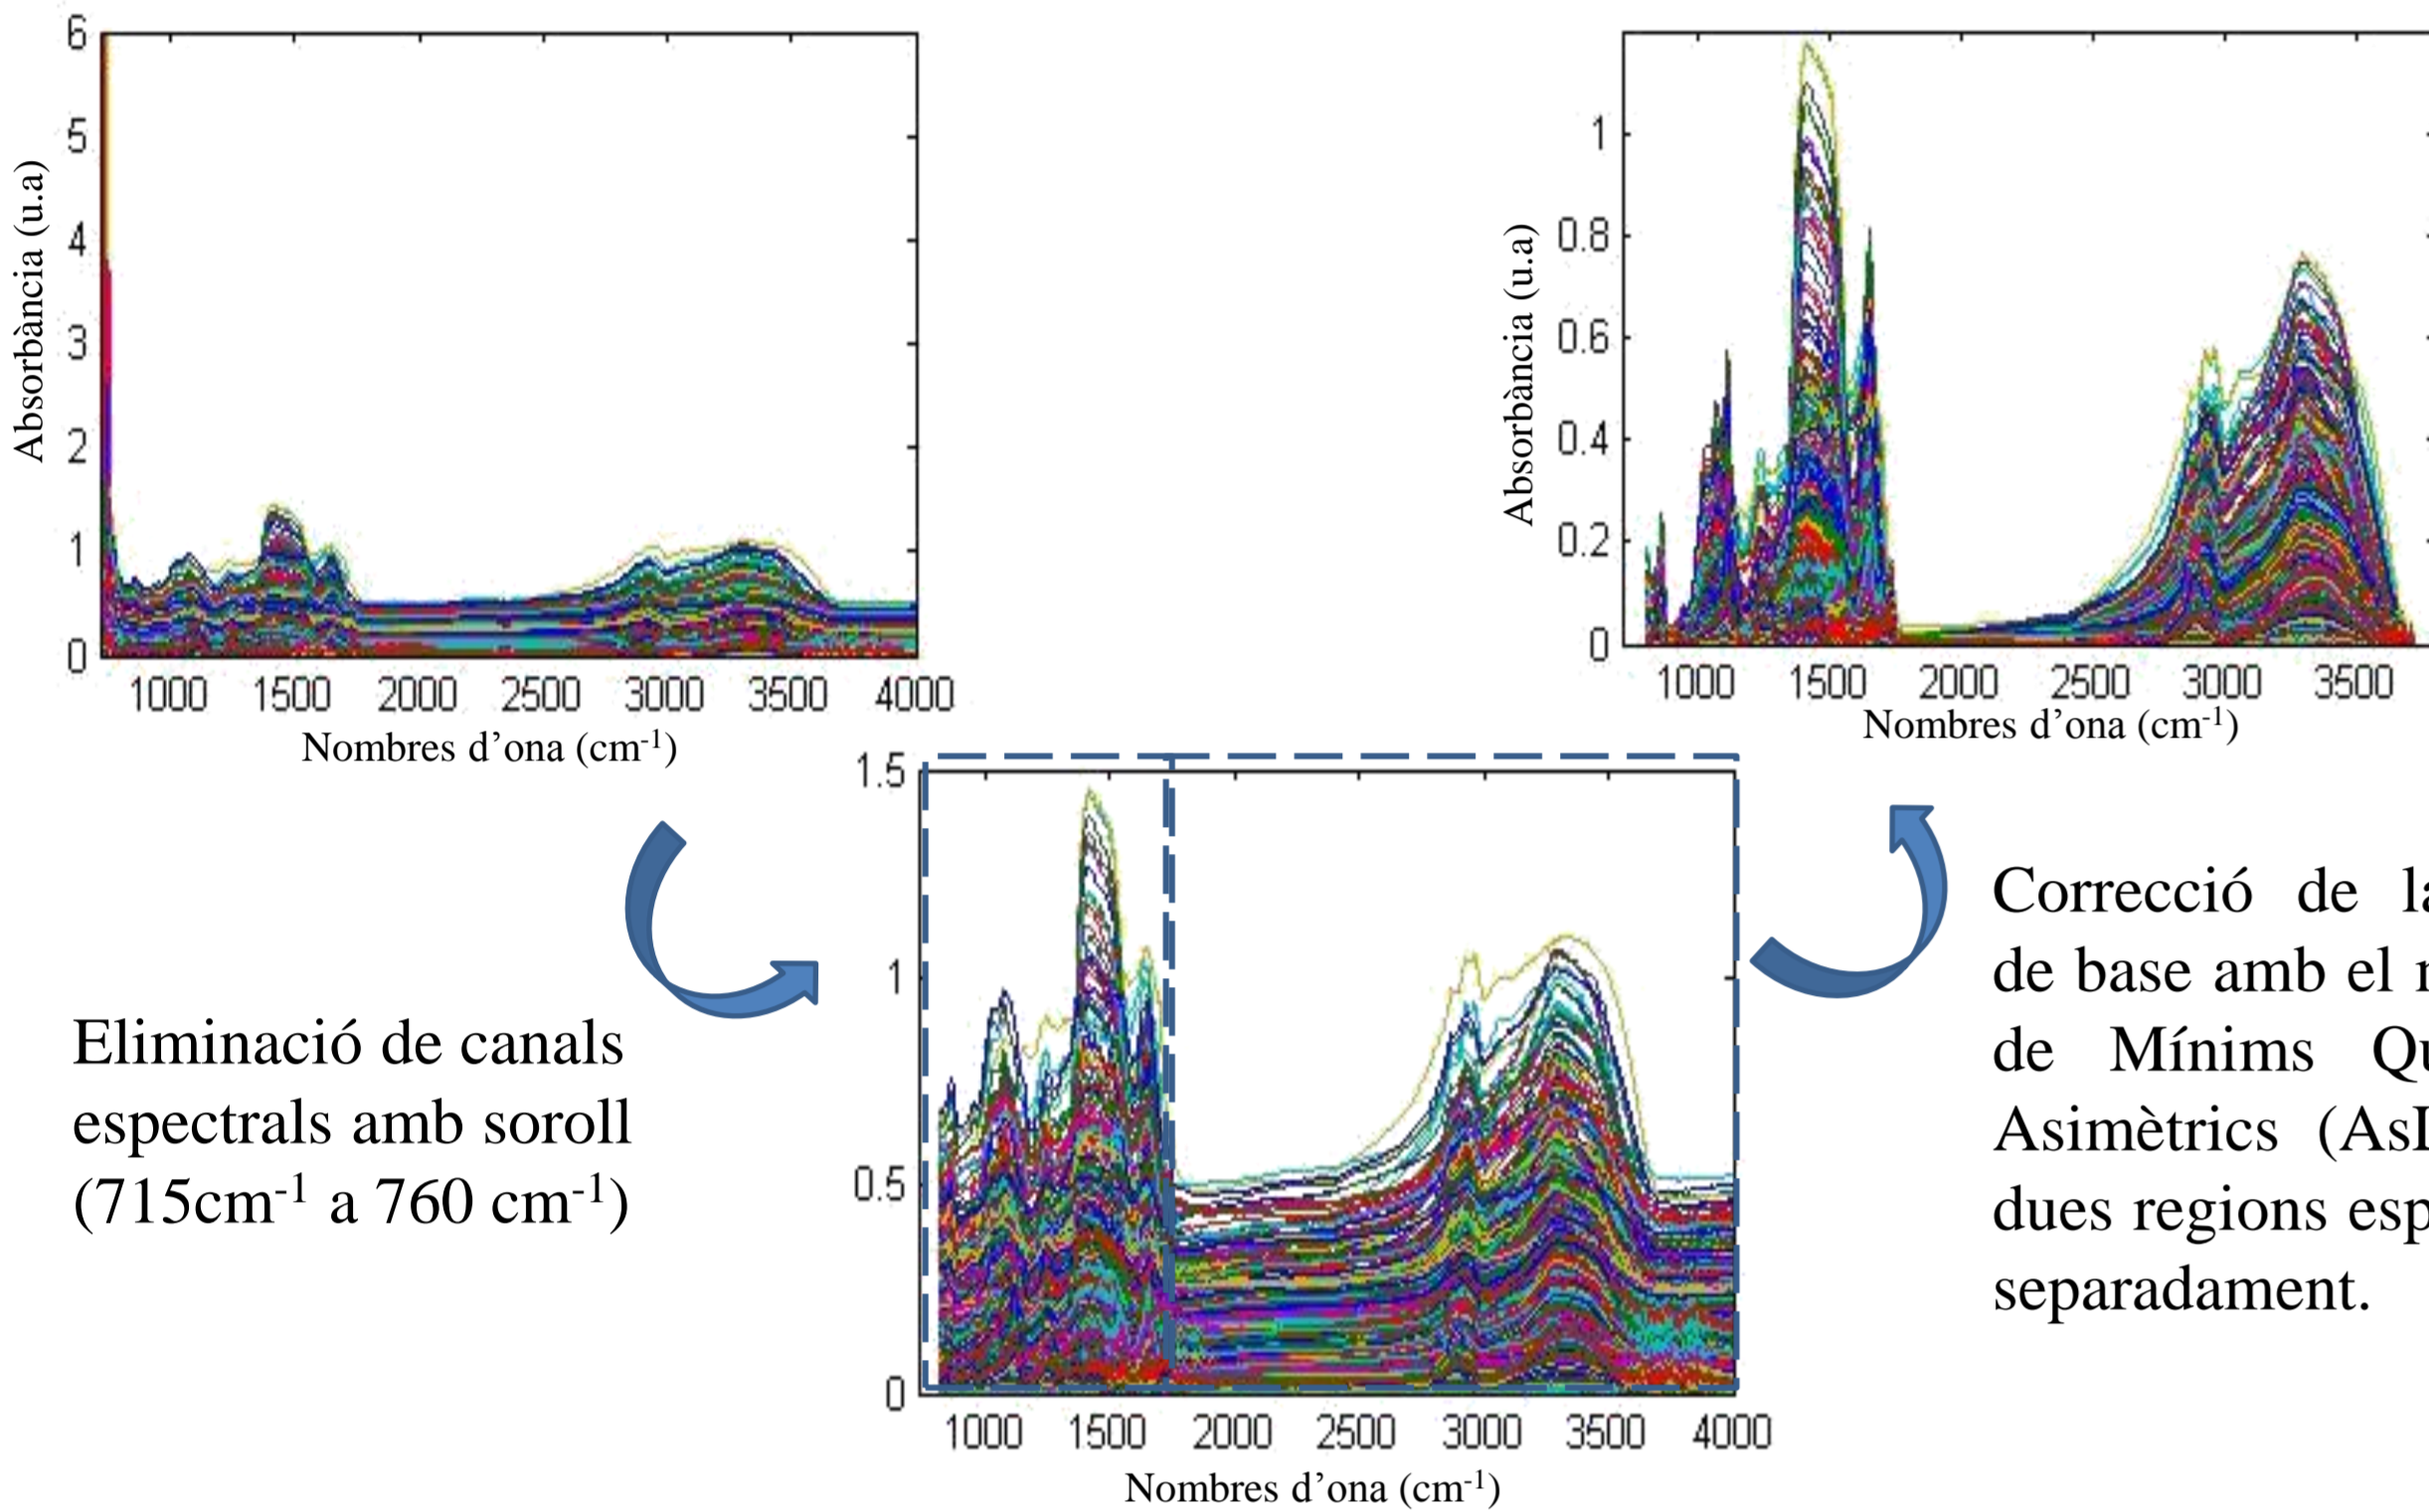 6
5
4
3
2
1
0
Absorbància (u.a)
1000 1500 2000 2500 3000 3500 4000
Nombres d'ona (cm-1)
1
0.8
0.6
0.4
0.2
0
Absorbància (u.a)
1000 1500 2000 2500 3000 3500
Nombres d'ona (cm-1)
Eliminació de canals
espectrals amb soroll
(715cm-1 a 760 cm-1)
1.5
1
0.5
0
1000 1500 2000 2500 3000 3500 4000
Nombres d'ona (cm-1)
Correcció de
de base amb el
de Mínims
Asimètrics
dues regions
separadament.